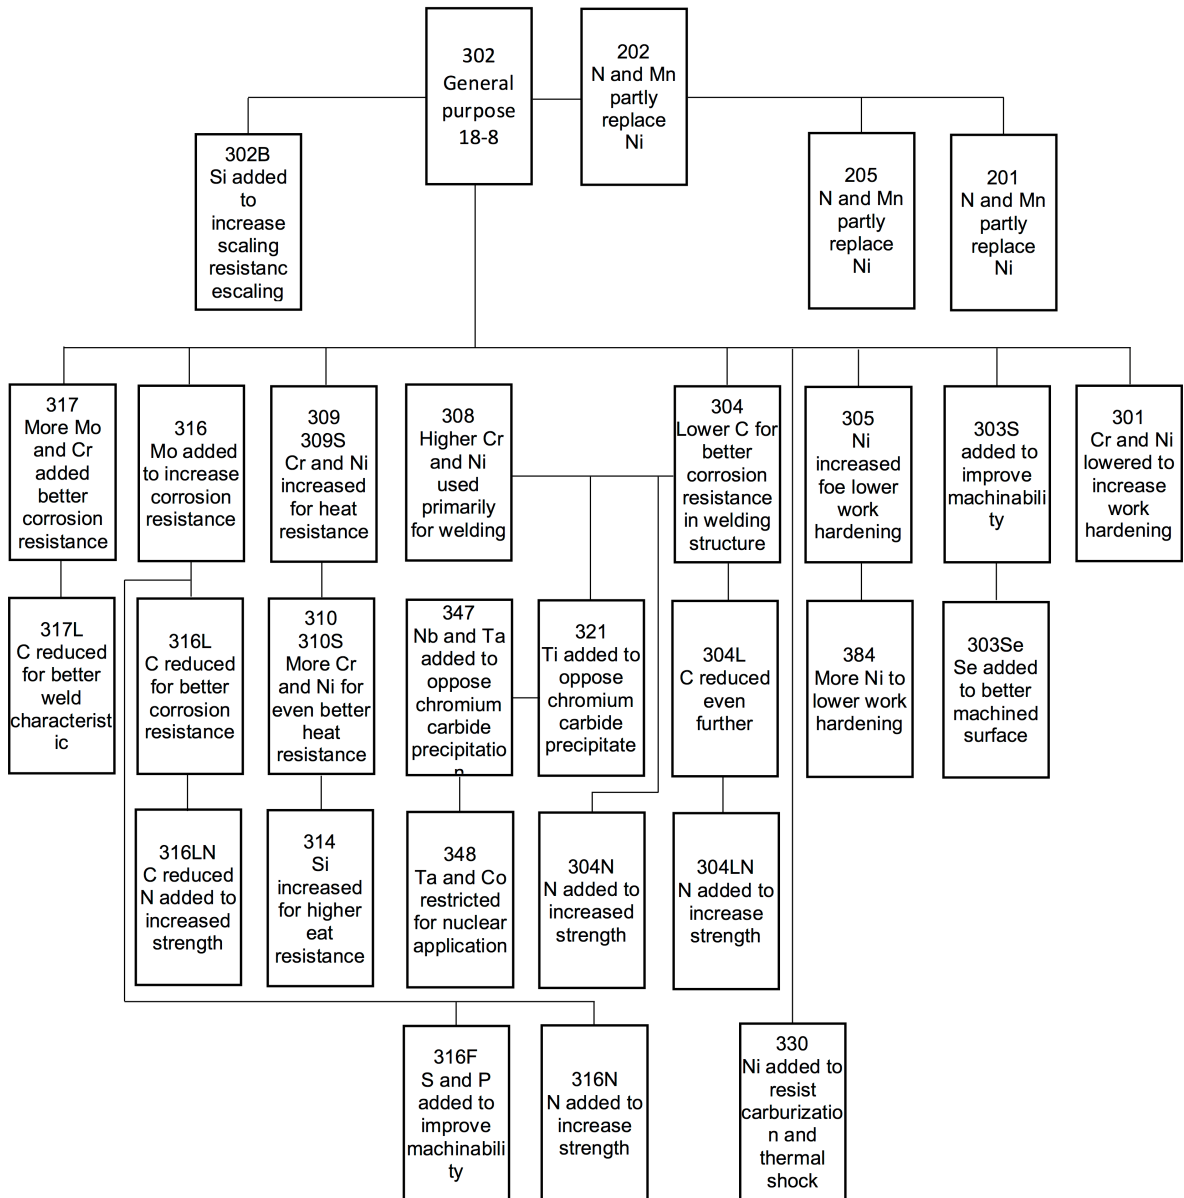 302
General
purpose
18-8
202
N and Mn
partly
replace
Ni
302B
Si added
to
increase
scaling
resistanc
escaling
205
N and Mn
partly
replace
Ni
201
N and Mn
partly
replace
Ni
317
More Mo
and Cr
added
better
corrosion
resistance
316
Mo added
to increase
corrosion
resistance
309
309S
Cr and Ni
increased
for heat
resistance
308
Higher Cr
and Ni
used
primarily
for welding
304
Lower C for
better
corrosion
resistance
in welding
structure
305
Ni
increased
foe lower
work
hardening
303S
added to
improve
machinabili
ty
301
Cr and Ni
lowered to
increase
work
hardening
317L
C reduced
for better
weld
characterist
ic
316L
C reduced
for better
corrosion
resistance
310
310S
More Cr
and Ni for
even better
heat
resistance
347
Nb and Ta
added to
oppose
chromium
carbide
precipitatio
n
321
Ti added to
oppose
chromium
carbide
precipitate
304L
C reduced
even
further
384
More Ni to
lower work
hardening
303Se
Se added
to better
machined
surface
316LN
C reduced
N added to
increased
strength
314
Si
increased
for higher
eat
resistance
348
Ta and Co
restricted
for nuclear
application
304N
N added to
increased
strength
304LN
N added to
increase
strength
316F
S and P
added to
improve
machinabili
ty
316N
N added to
increase
strength
330
Ni added to
resist
carburizatio
n and
thermal
shock